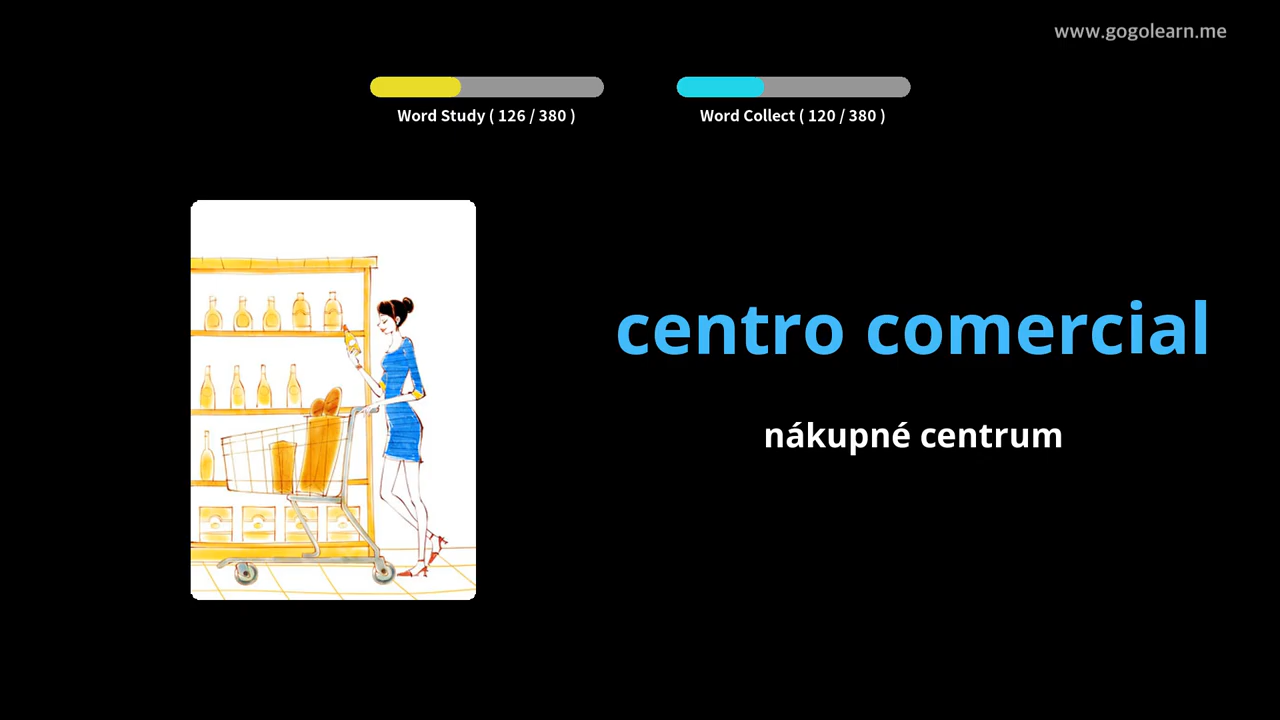 www.gogolearn.me
Word Study ( 126 / 380 )
Word Collect ( 120 / 380 )
centro comercial
nákupné centrum